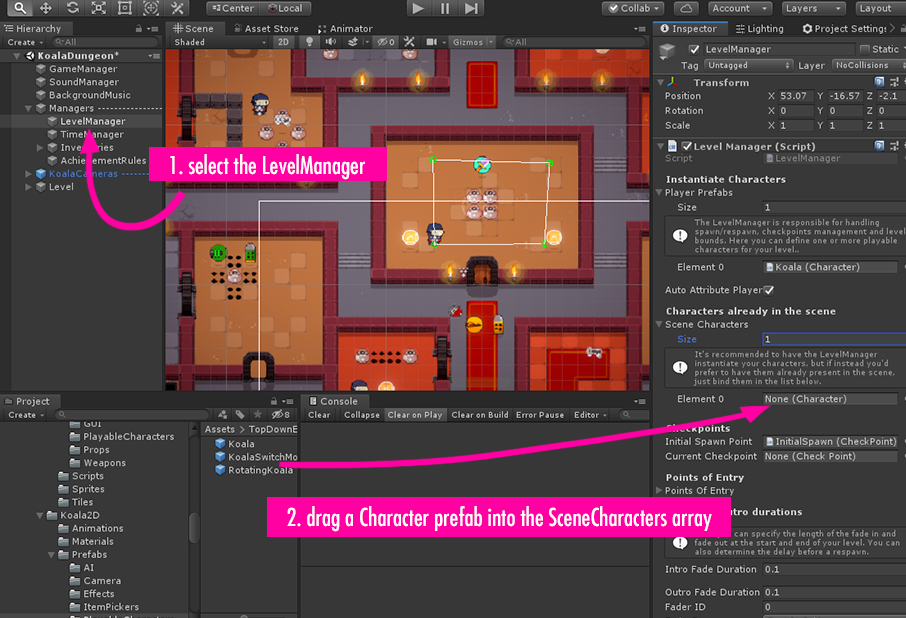 Center
Local
Collab
Account
Layers
Layout
Hierarchy
Scene
Asset Store
Animator
Inspector
Lighting
Project Settings
Create
All
Shaded
2D
0
Gizmos
All
KoalaDungeon*
GameManager
SoundManager
BackgroundMusic
Managers
LevelManager
TimeManager
AchievementRules
KoalaCameras
Level
1. select the LevelManager
LevelManager
Static
Tag Untagged Layer NoCollisions
Transform
Position X 53.07 Y -16.57 Z -2.1
Rotation X 0 Y 0 Z 0
Scale X 1 Y 1 Z 1
Level Manager (Script)
Script LevelManager
Instantiate Characters
Player Prefabs
Size 1
The LevelManager is responsible for handling
spawn/respawn, checkpoints management and level
bounds. Here you can define one or more playable
characters for your level..
Element 0 Koala (Character)
Auto Attribute Player
Characters already in the scene
Scene Characters
Size 1
It's recommended to have the LevelManager
instantiate your characters, but if instead you'd
prefer to have them already present in the scene,
just bind them in the list below.
Element 0 None (Character)
Checkpoints
Initial Spawn Point InitialSpawn (CheckPoint)
Current Checkpoint None (Check Point)
Points of Entry
Points Of Entry
durations
can specify the length of the fade in and
fade out at the start and end of your level. You can
also determine the delay before a respawn.
Intro Fade Duration 0.1
Outro Fade Duration 0.1
Fader ID 0
Project
Create
8
GUI
PlayableCharacters
Props
Weapons
Scripts
Sprites
Tiles
Koala2D
Animations
Materials
Prefabs
AI
Camera
Effects
ItemPickers
Assets
TopDownE
Koala
KoalaSwitchMo
RotatingKoala
Console
Clear
Collapse
Clear on Play
Clear on Build
Error Pause
Editor
2. drag a Character prefab into the SceneCharacters array